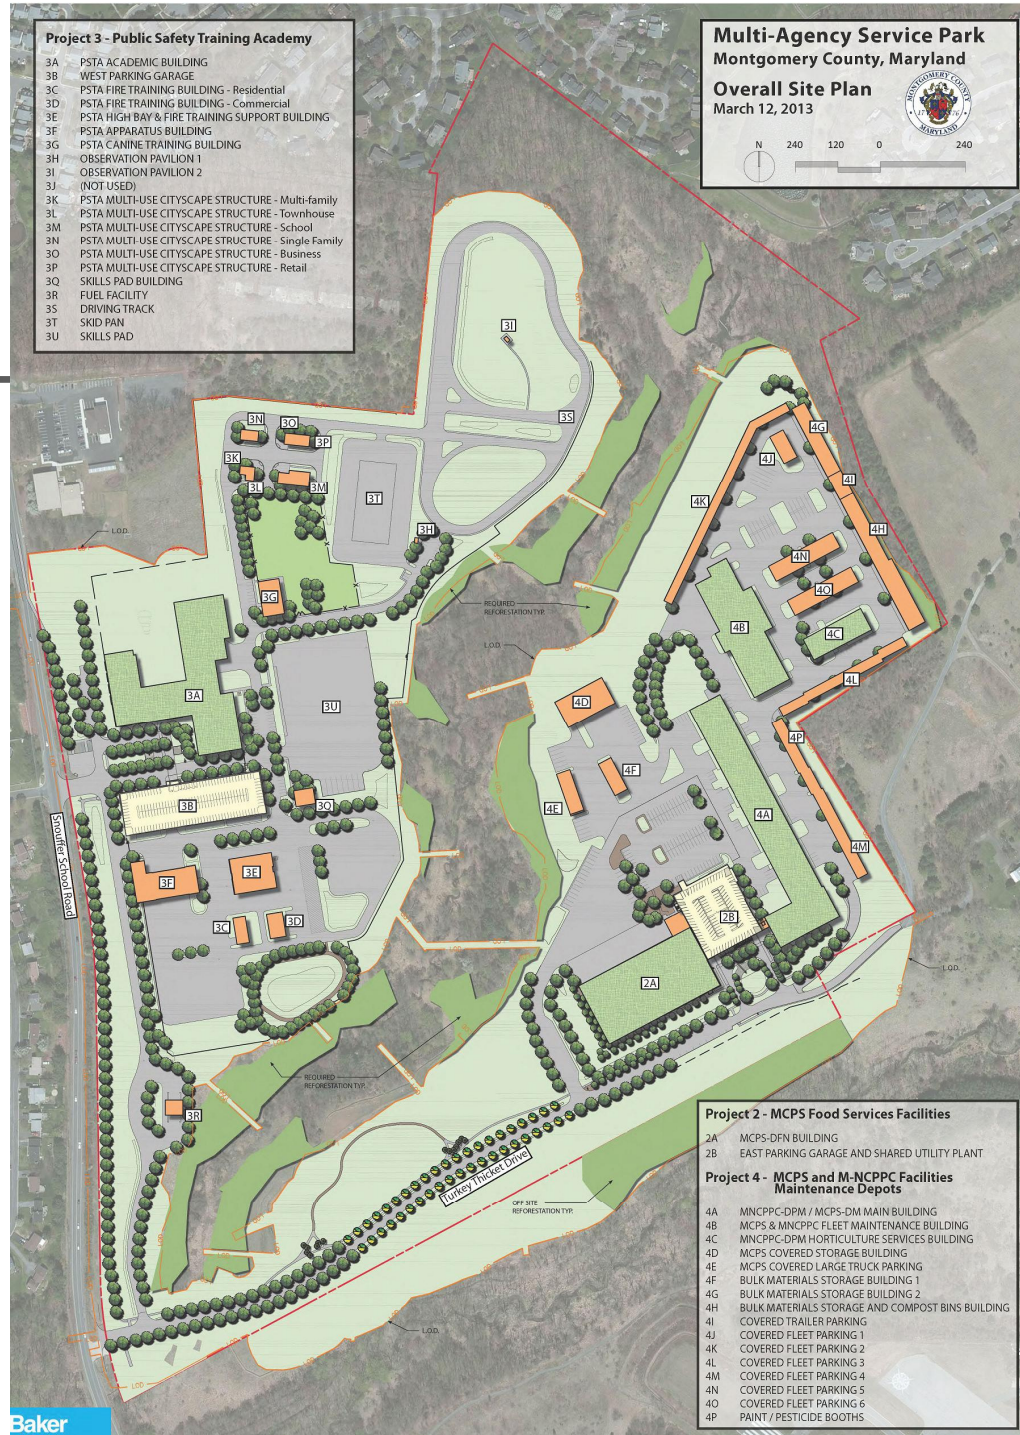 Project 3 - Public Safety Training Academy
3A PSTA ACADEMIC BUILDING
3B WEST PARKING GARAGE
3C PSTA FIRE TRAINING BUILDING - Residential
3D PSTA FIRE TRAINING BUILDING - Commercial
3E PSTA HIGH BAY & FIRE TRAINING SUPPORT BUILDING
3F PSTA APPARATUS BUILDING
3G PSTA CANINE TRAINING BUILDING
3H OBSERVATION PAVILION 1
3I OBSERVATION PAVILION 2
3J (NOT USED)
3K PSTA MULTI-USE CITYSCAPE STRUCTURE - Multi-family
3L PSTA MULTI-USE CITYSCAPE STRUCTURE - Townhouse
3M PSTA MULTI-USE CITYSCAPE STRUCTURE - School
3N PSTA MULTI-USE CITYSCAPE STRUCTURE - Single Family
3O PSTA MULTI-USE CITYSCAPE STRUCTURE - Business
3P PSTA MULTI-USE CITYSCAPE STRUCTURE - Retail
3Q SKILLS PAD BUILDING
3R FUEL FACILITY
3S DRIVING TRACK
3T SKID PAN
3U SKILLS PAD
Multi-Agency Service Park
Montgomery County, Maryland
Overall Site Plan
March 12, 2013
MONTGOMERY COUNTY
17 76
MARYLAND
N
240 120 0 240
3I
3S
3N
3O
3P
3K
3L
3M
3T
3H
3G
3A
3U
3B
3Q
3F
3E
3C
3D
3R
4G
4J
4I
4K
4H
4N
4O
4B
4C
4L
4D
4P
4F
4E
4A
4M
2B
2A
L.O.D.
REQUIRED
REFORESTATION TYP.
L.O.D.
L.O.D.
REQUIRED
REFORESTATION TYP.
OFF SITE
REFORESTATION TYP.
L.O.D.
Snouffer School Road
Turkey Thicket Drive
Project 2 - MCPS Food Services Facilities
2A MCPS-DFN BUILDING
2B EAST PARKING GARAGE AND SHARED UTILITY PLANT
Project 4 - MCPS and M-NCPPC Facilities
Maintenance Depots
4A MNCPPC-DPM / MCPS-DM MAIN BUILDING
4B MCPS & MNCPPC FLEET MAINTENANCE BUILDING
4C MNCPPC-DPM HORTICULTURE SERVICES BUILDING
4D MCPS COVERED STORAGE BUILDING
4E MCPS COVERED LARGE TRUCK PARKING
4F BULK MATERIALS STORAGE BUILDING 1
4G BULK MATERIALS STORAGE BUILDING 2
4H BULK MATERIALS STORAGE AND COMPOST BINS BUILDING
4I COVERED TRAILER PARKING
4J COVERED FLEET PARKING 1
4K COVERED FLEET PARKING 2
4L COVERED FLEET PARKING 3
4M COVERED FLEET PARKING 4
4N COVERED FLEET PARKING 5
4O COVERED FLEET PARKING 6
4P PAINT / PESTICIDE BOOTHS
Baker